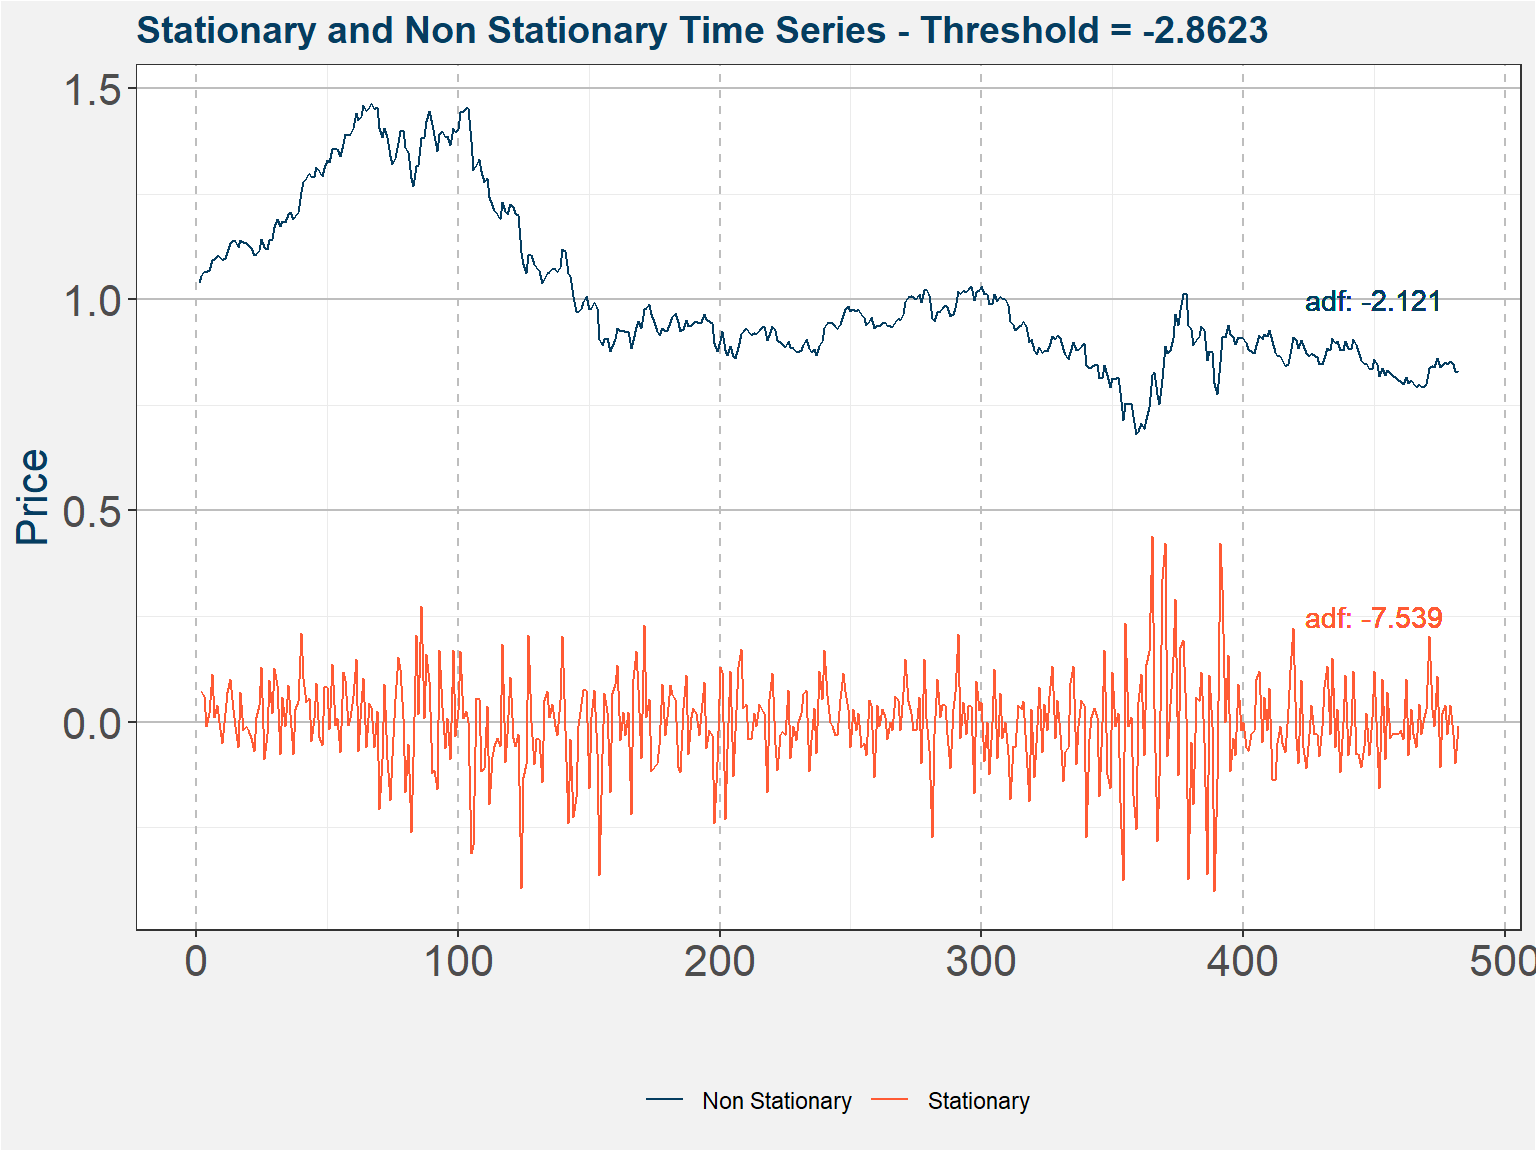 Stationary and Non Stationary Time Series - Threshold = -2.8623
1.5
1.0
adf: -2.121
Price
0.5
adf: -7.539
0.0
0 100 200 300 400 500
Non Stationary Stationary